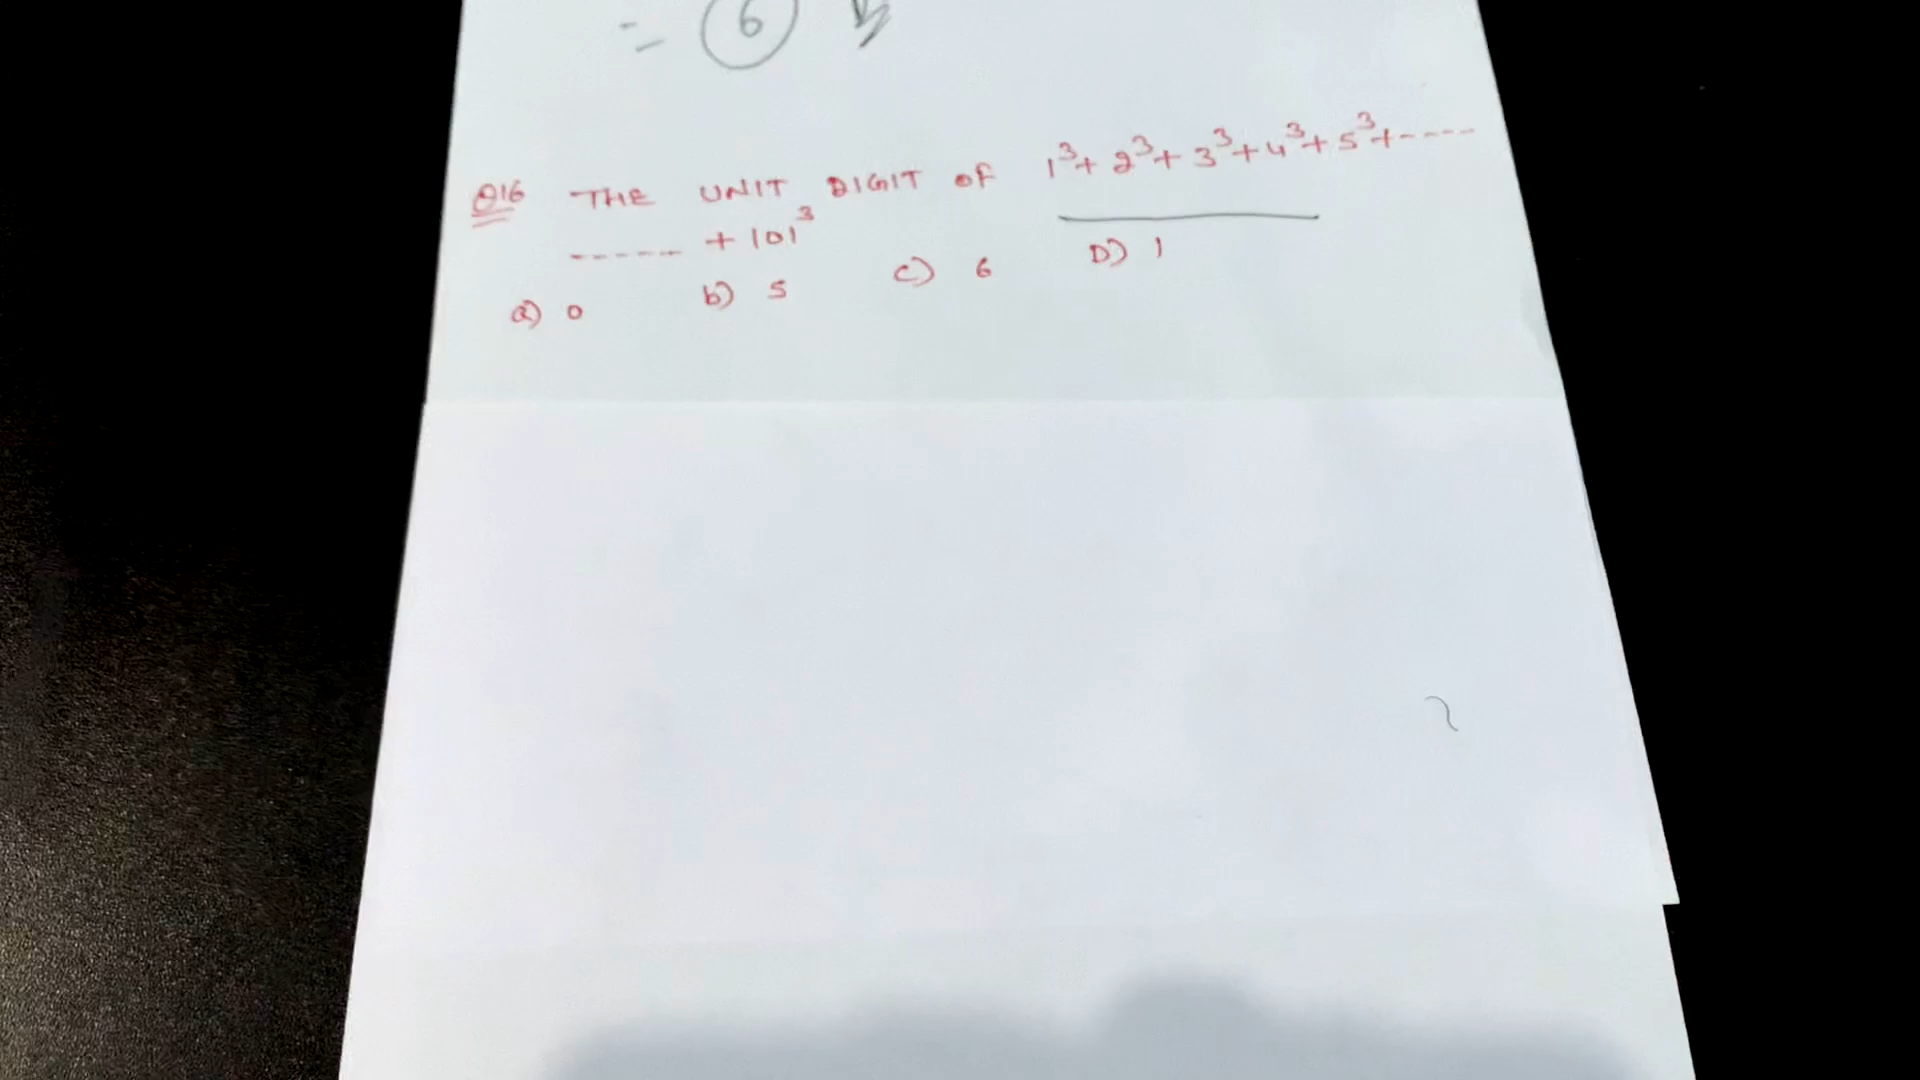 = 6
Q16 THE UNIT DIGIT OF 1³+ 2³+ 3³+4³+ 5³+-----
------ + 101³
a) 0 b) 5 c) 6 D) 1